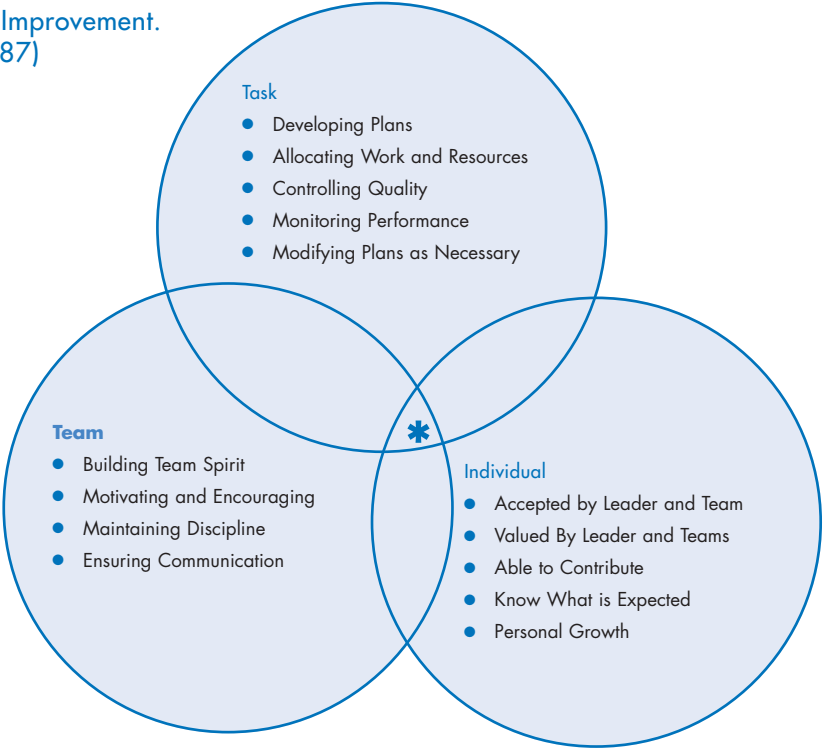 Improvement.
87)
Task
● Developing Plans
● Allocating Work and Resources
● Controlling Quality
● Monitoring Performance
● Modifying Plans as Necessary
✱
Team
● Building Team Spirit
● Motivating and Encouraging
● Maintaining Discipline
● Ensuring Communication
Individual
● Accepted by Leader and Team
● Valued By Leader and Teams
● Able to Contribute
● Know What is Expected
● Personal Growth